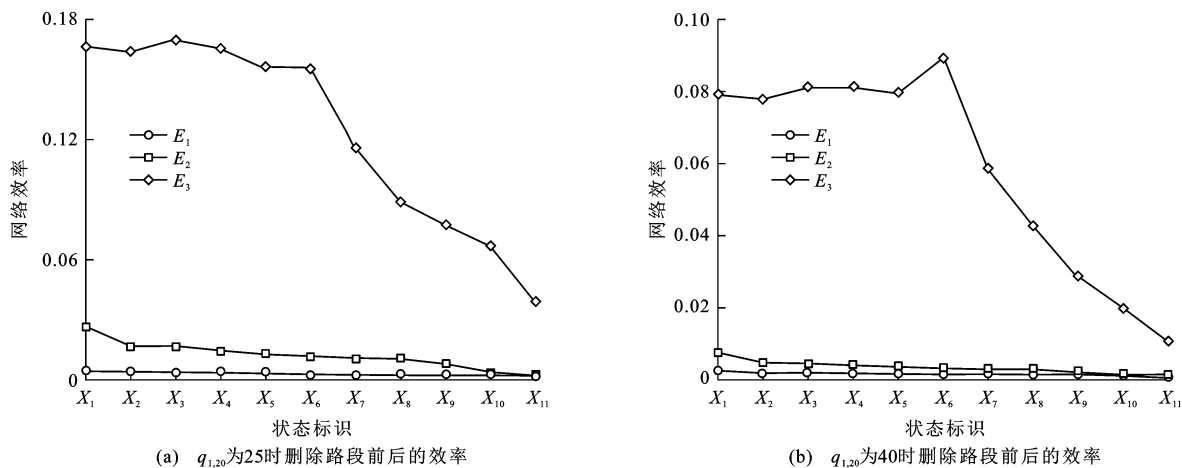 0.18
0.12
0.06
0
网络效率
E₁
E₂
E₃
X₁ X₂ X₃ X₄ X₅ X₆ X₇ X₈ X₉ X₁₀ X₁₁
状态标识
(a) q₁,₂₀为25时删除路段前后的效率
0.10
0.08
0.06
0.04
0.02
0
网络效率
E₁
E₂
E₃
X₁ X₂ X₃ X₄ X₅ X₆ X₇ X₈ X₉ X₁₀ X₁₁
状态标识
(b) q₁,₂₀为40时删除路段前后的效率